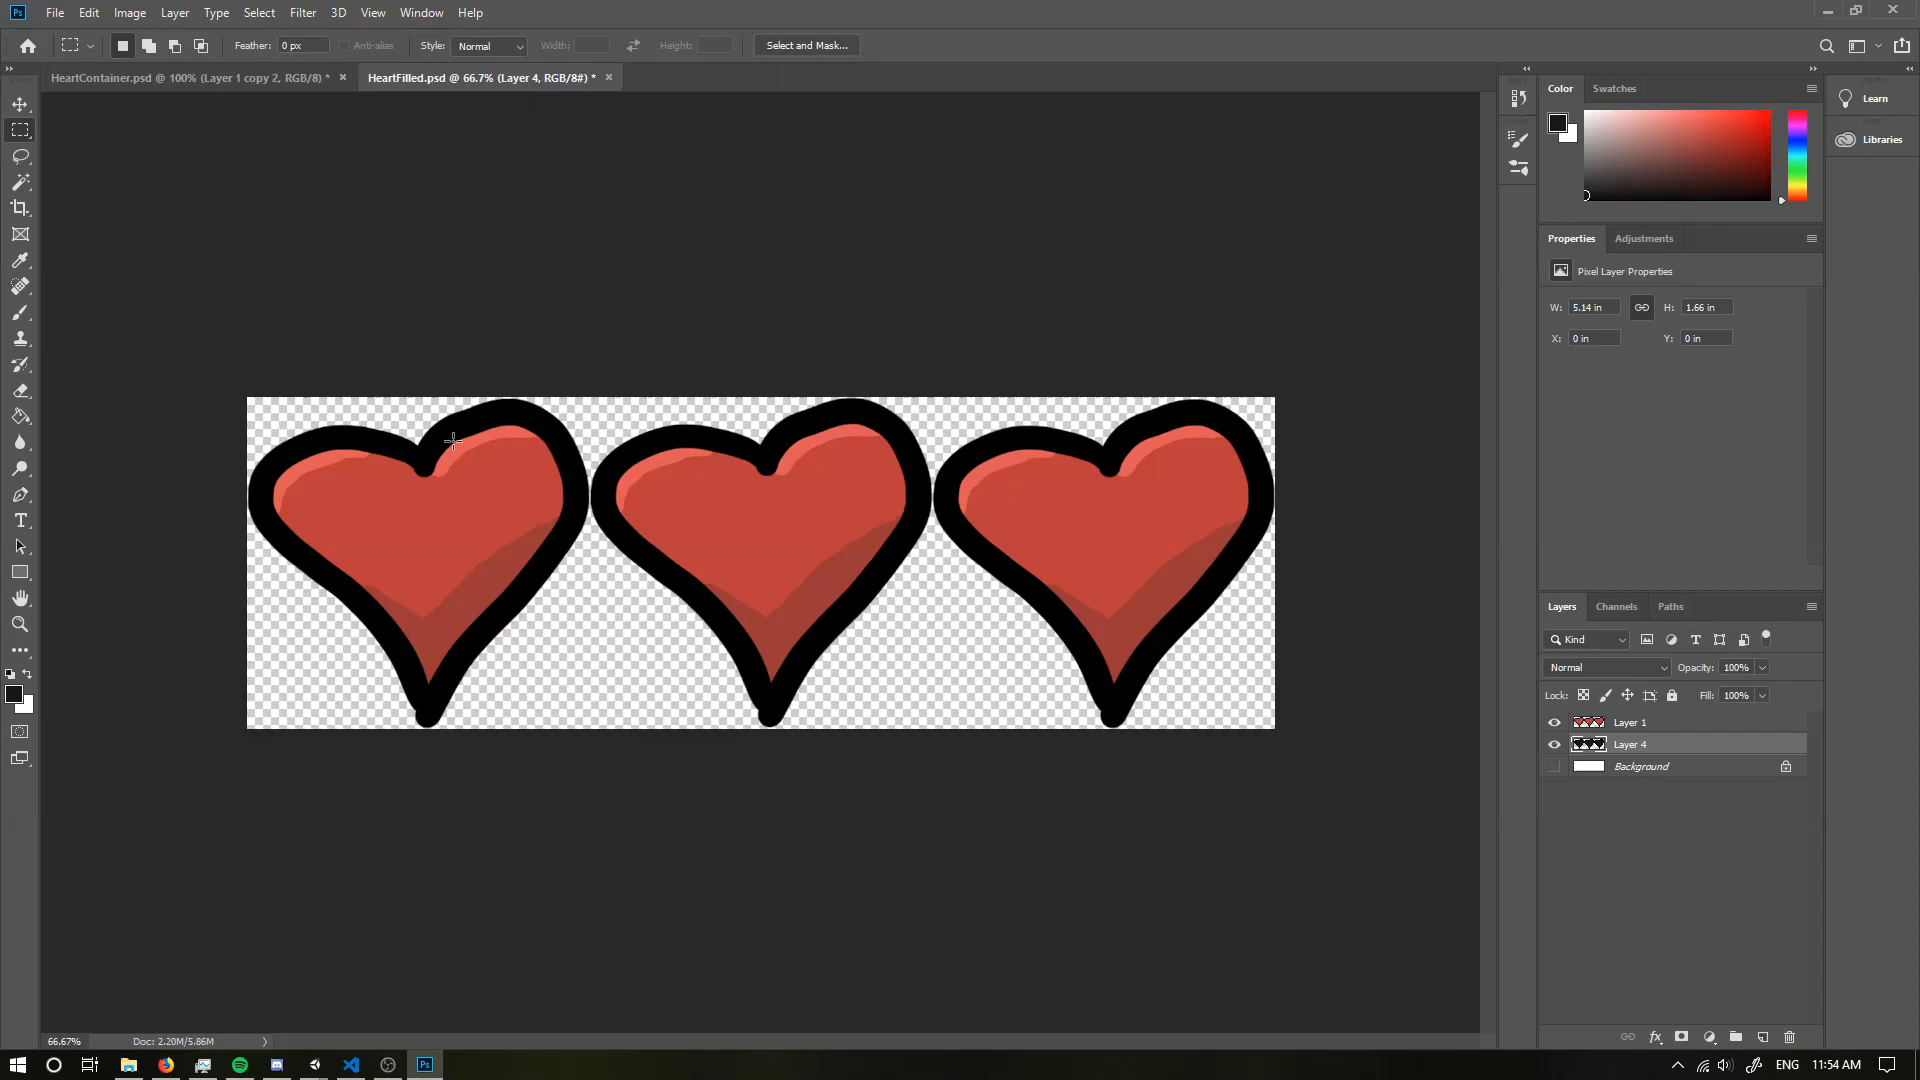 Ps File Edit Image Layer Type Select Filter 3D View Window Help
Feather: 0 px Anti-alias Style: Normal Width: Height: Select and Mask...
HeartContainer.psd @ 100% (Layer 1 copy 2, RGB/8) * HeartFilled.psd @ 66.7% (Layer 4, RGB/8#) *
Color Swatches
Learn
Libraries
Properties Adjustments
Pixel Layer Properties
W: 5.14 in H: 1.66 in
X: 0 in Y: 0 in
Layers Channels Paths
Kind
Normal Opacity: 100%
Lock: Fill: 100%
Layer 1
Layer 4
Background
66.67% Doc: 2.20M/5.86M
Ps ENG 11:54 AM